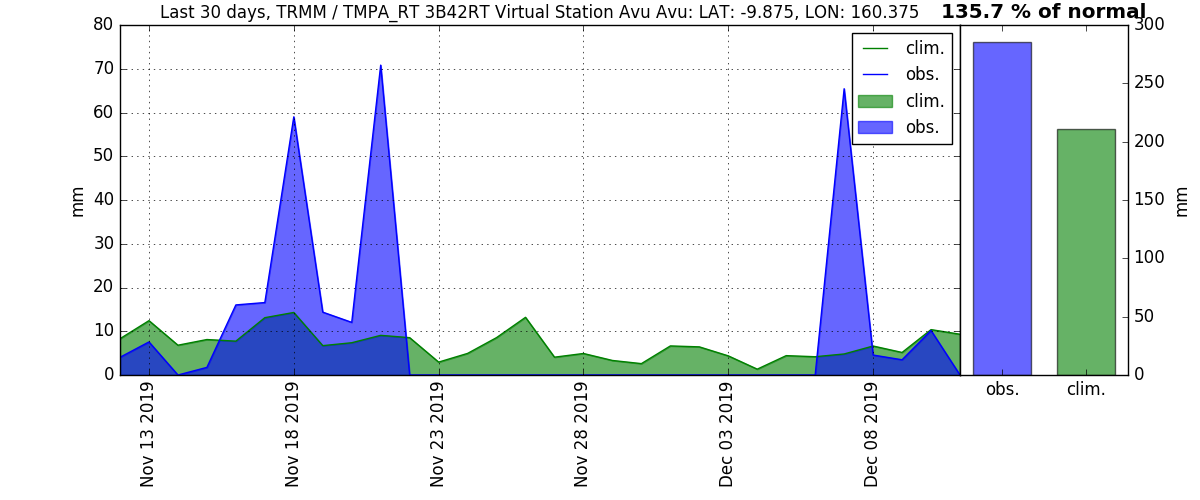 Last 30 days, TRMM / TMPA_RT 3B42RT Virtual Station Avu Avu: LAT: -9.875, LON: 160.375
135.7 % of normal
80
70
60
50
40
30
20
10
0
mm
clim.
obs.
clim.
obs.
Nov 13 2019
Nov 18 2019
Nov 23 2019
Nov 28 2019
Dec 03 2019
Dec 08 2019
300
250
200
150
100
50
0
mm
obs.
clim.